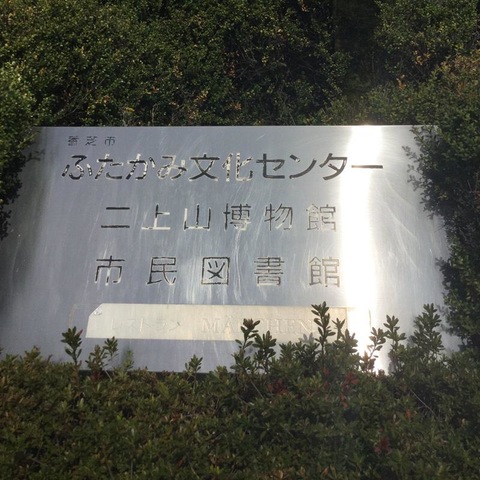 香芝市
ふたかみ文化センター
二上山博物館
市民図書館